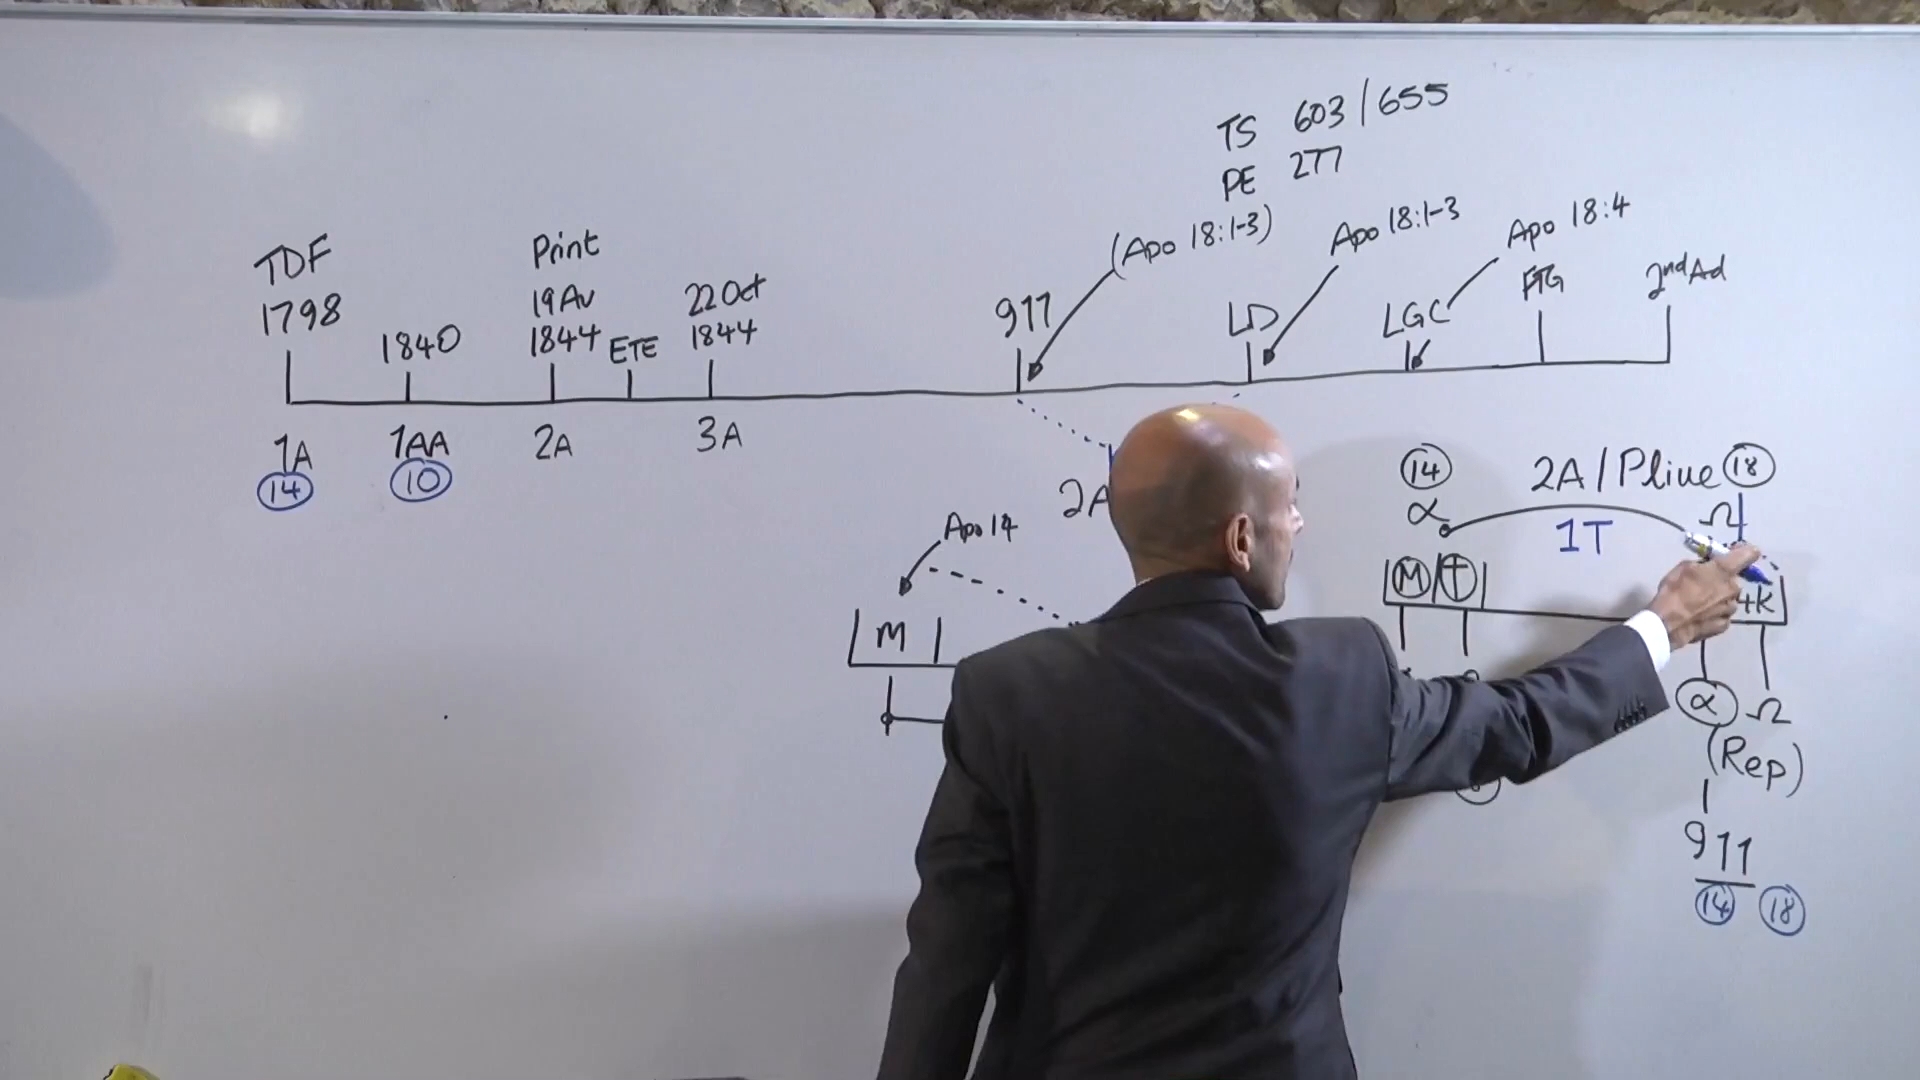 TS 603/655
PE 277
(Apo 18:1-3)
Apo 18:1-3
Apo 18:4
TDF
1798
1840
Print
19Av
1844
ETE
22Oct
1844
911
LD
LGC
FTG
2nd Ad
1A
14
1AA
10
2A
3A
2A
Apo 14
M
14
2A/Pline 18
α
Ω
1T
M
4K
α
Ω
(Rep)
911
14
18